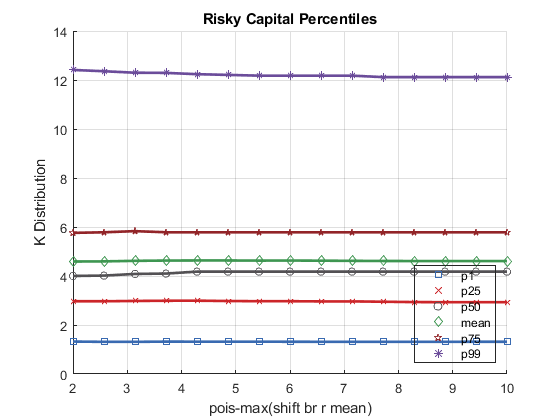 Risky Capital Percentiles
14
12
10
8
6
4
2
0
K Distribution
p1
p25
p50
mean
p75
p99
2 3 4 5 6 7 8 9 10
pois-max(shift br r mean)